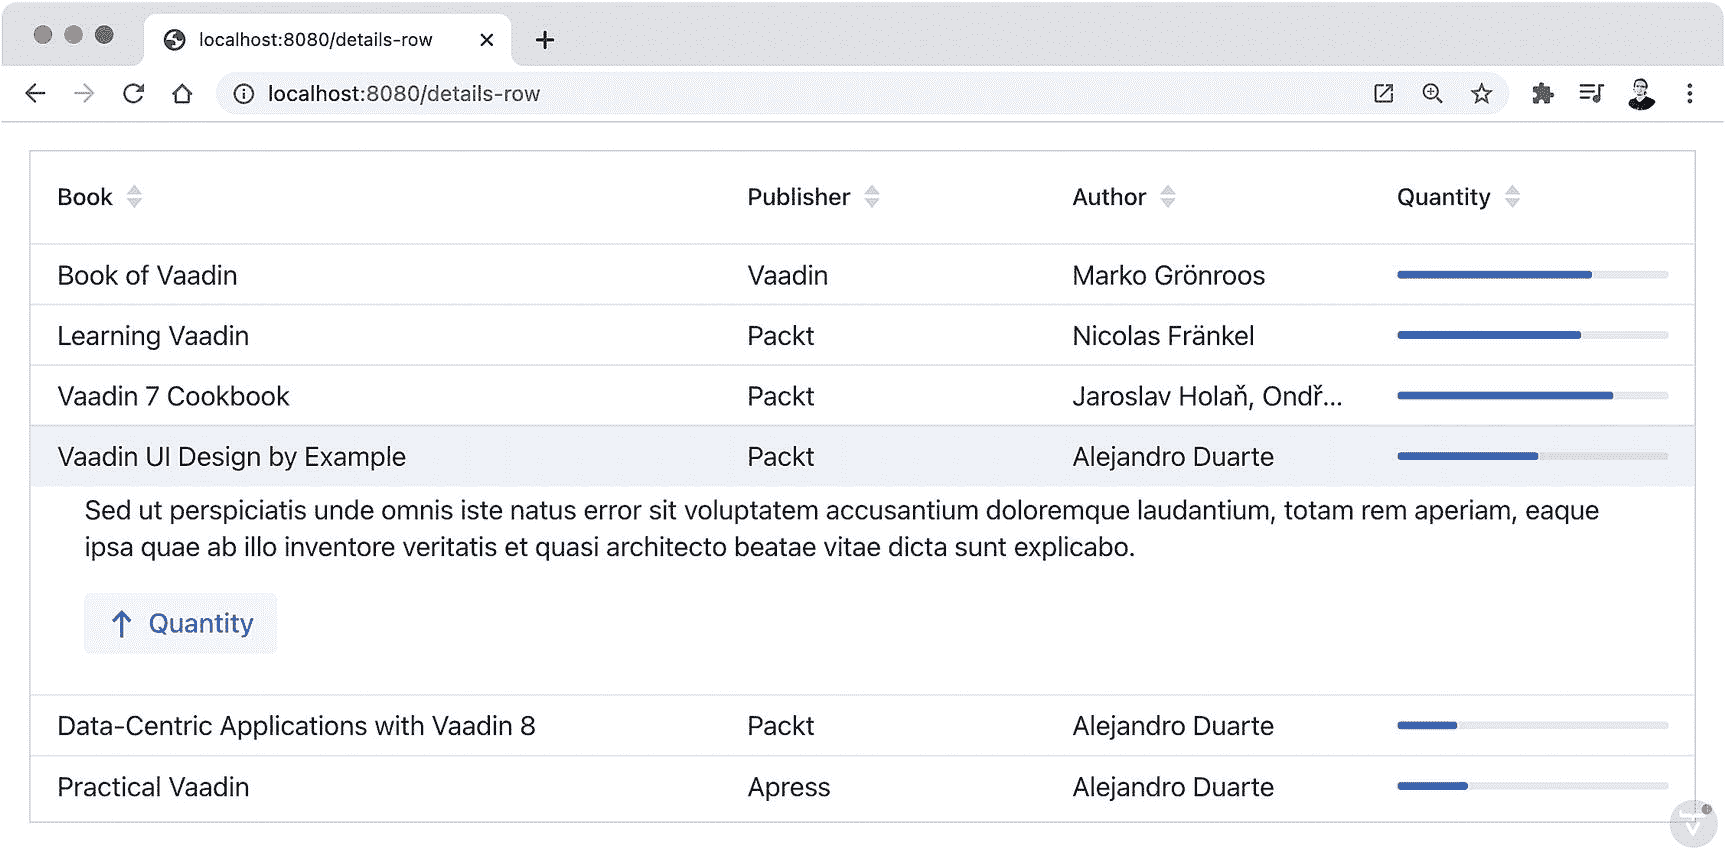 localhost:8080/details-row
localhost:8080/details-row
Book Publisher Author Quantity
Book of Vaadin Vaadin Marko Grönroos
Learning Vaadin Packt Nicolas Fränkel
Vaadin 7 Cookbook Packt Jaroslav Holaň, Ondř...
Vaadin UI Design by Example Packt Alejandro Duarte
Sed ut perspiciatis unde omnis iste natus error sit voluptatem accusantium doloremque laudantium, totam rem aperiam, eaque
ipsa quae ab illo inventore veritatis et quasi architecto beatae vitae dicta sunt explicabo.
Quantity
Data-Centric Applications with Vaadin 8 Packt Alejandro Duarte
Practical Vaadin Apress Alejandro Duarte